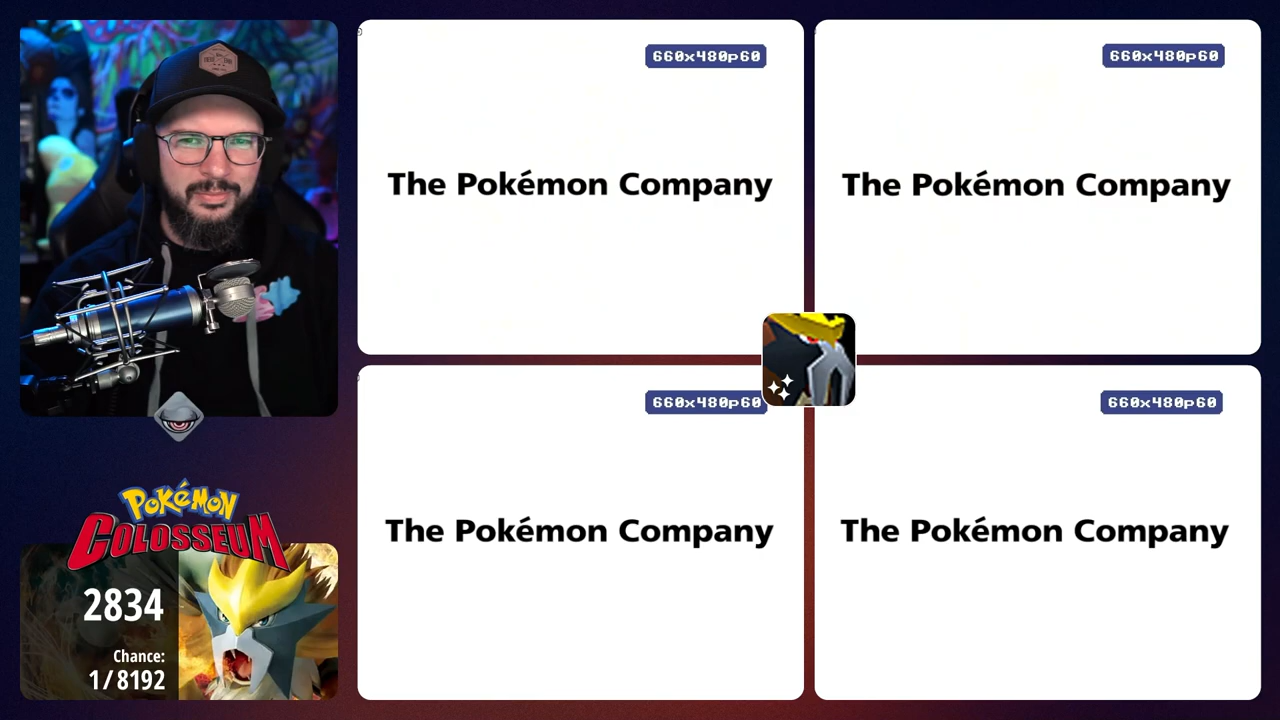 660x480p60
The Pokémon Company
660x480p60
The Pokémon Company
660x480p60
The Pokémon Company
660x480p60
The Pokémon Company
POKéMON
COLOSSEUM
2834
Chance:
1/8192